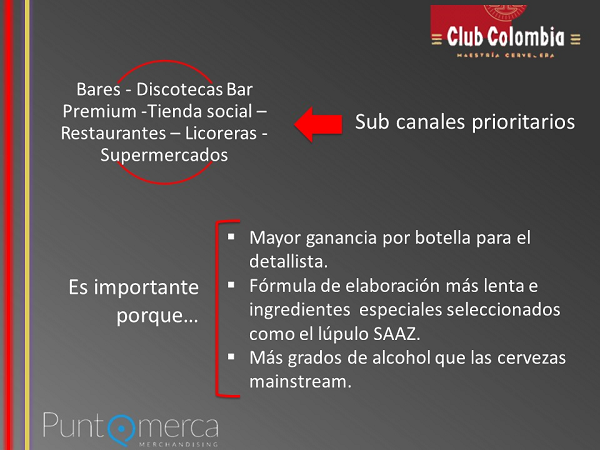 Club Colombia
MAESTRÍA CERVECERA
Bares - Discotecas Bar
Premium -Tienda social –
Restaurantes – Licoreras -
Supermercados
Sub canales prioritarios
Es importante
porque...
▪ Mayor ganancia por botella para el
detallista.
▪ Fórmula de elaboración más lenta e
ingredientes especiales seleccionados
como el lúpulo SAAZ.
▪ Más grados de alcohol que las cervezas
mainstream.
Puntomerca
MERCHANDISING